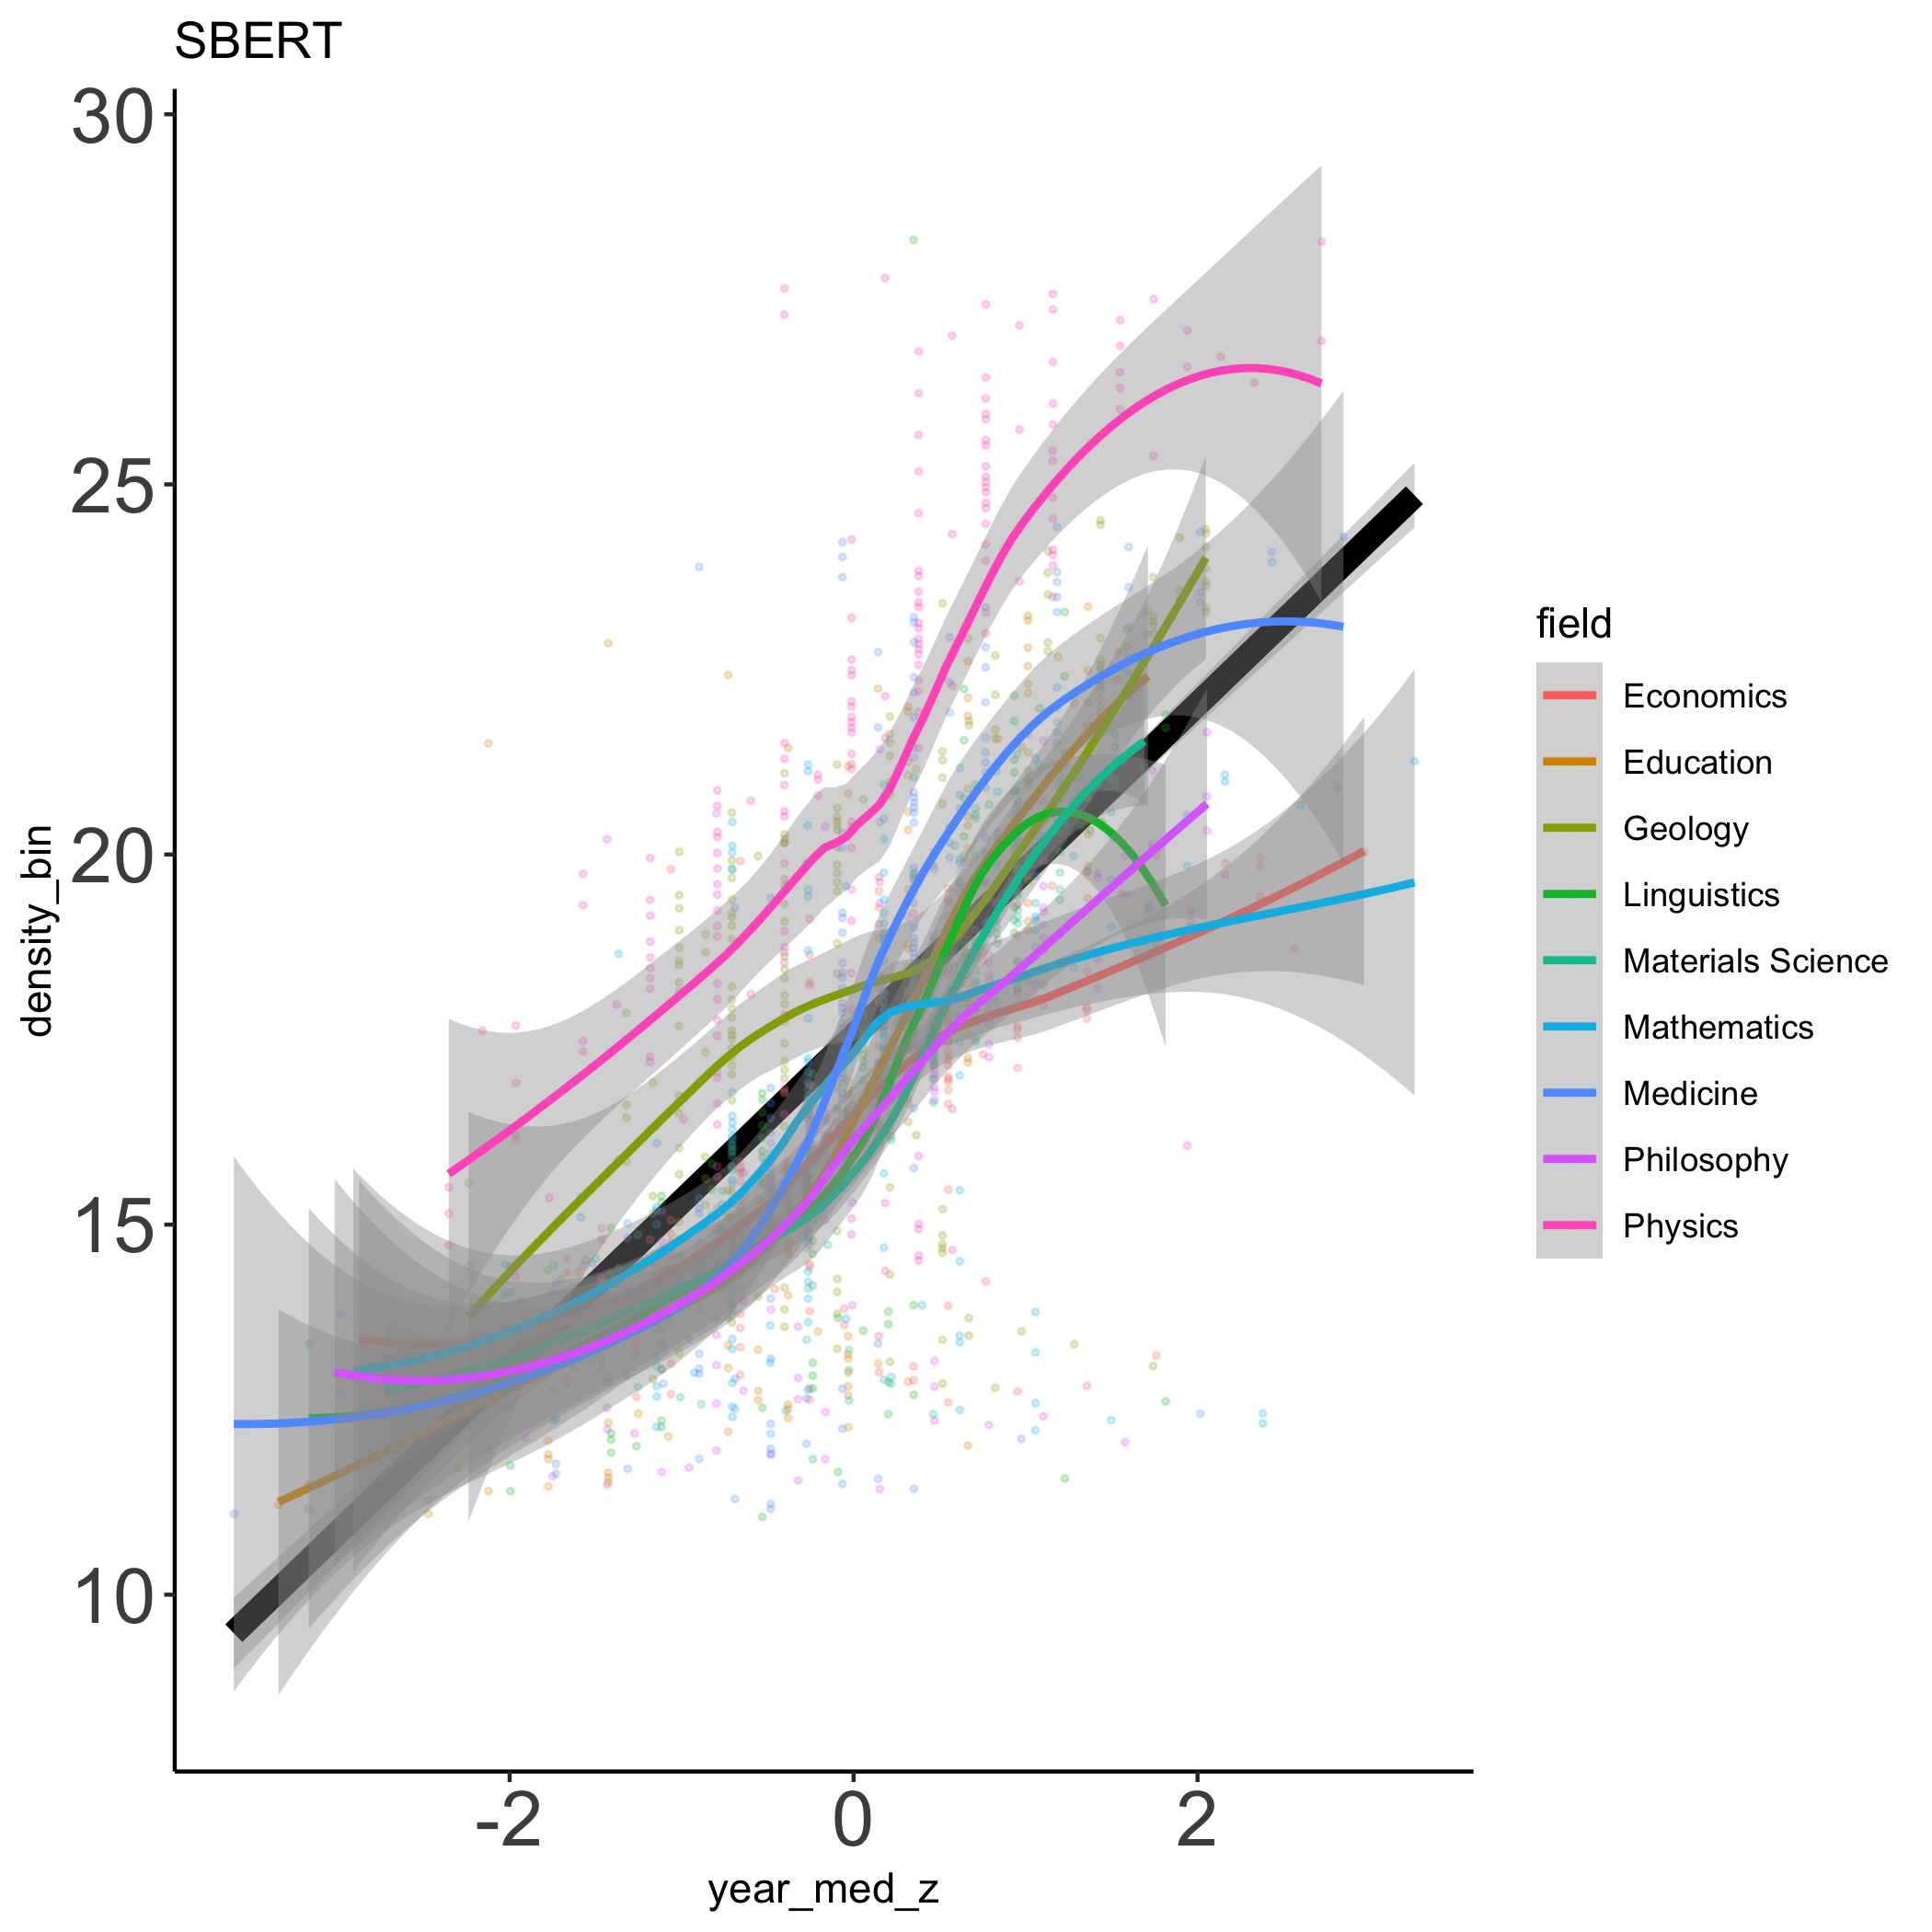 SBERT
30
25
20
15
10
density_bin
-2
0
2
year_med_z
field
Economics
Education
Geology
Linguistics
Materials Science
Mathematics
Medicine
Philosophy
Physics